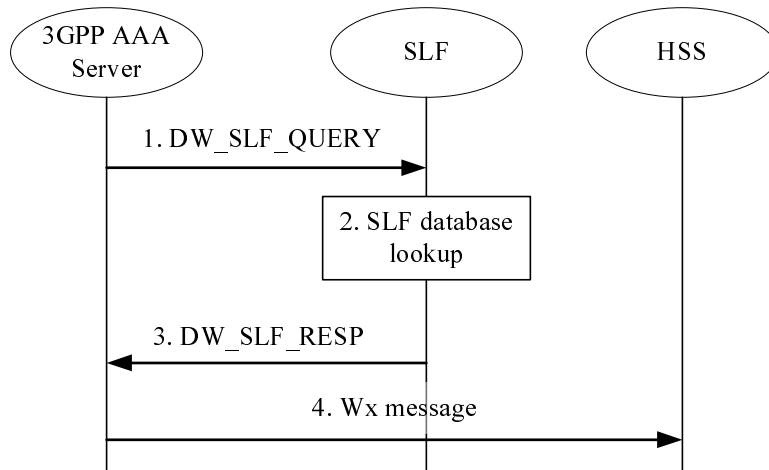 3GPP AAA
Server
SLF
HSS
1. DW_SLF_QUERY
2. SLF database
lookup
3. DW_SLF_RESP
4. Wx message